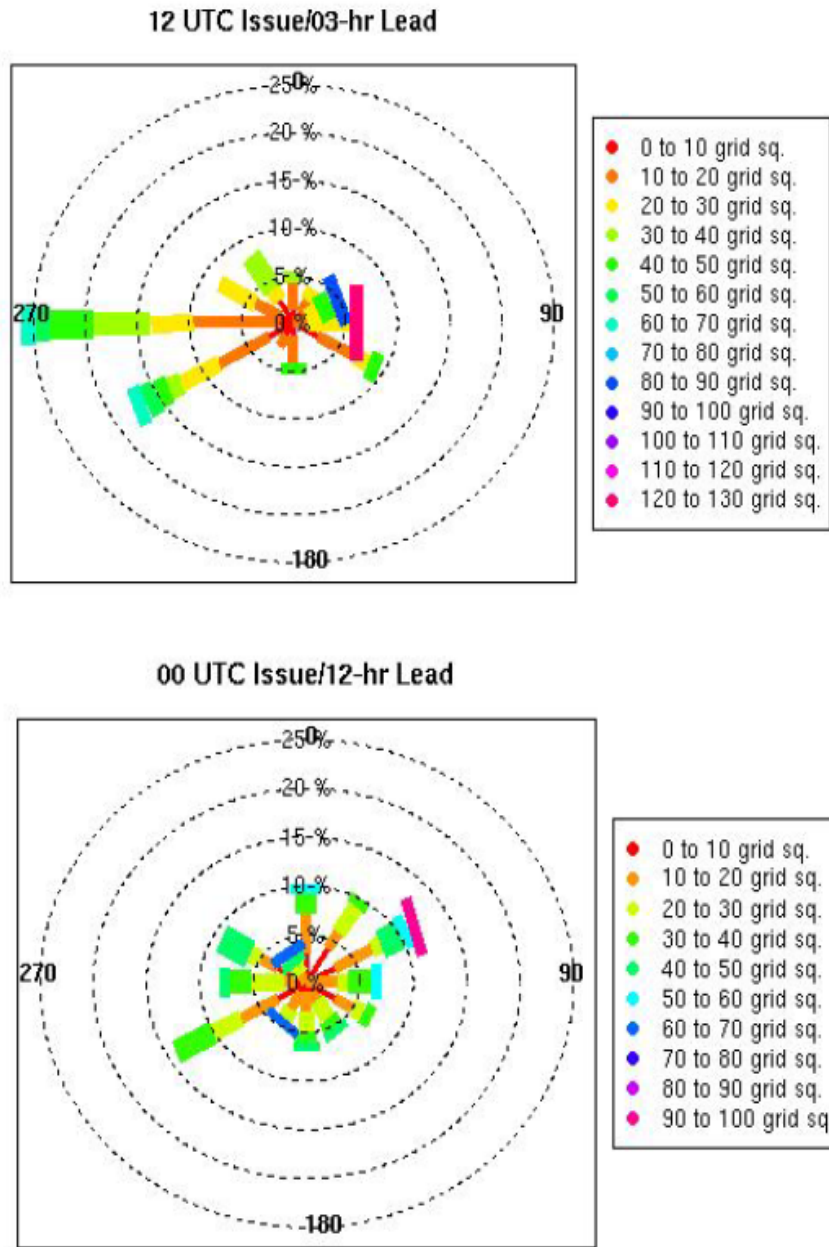 12 UTC Issue/03-hr Lead
0
25 %
20 %
15 %
10 %
5 %
0 %
270
90
180
0 to 10 grid sq.
10 to 20 grid sq.
20 to 30 grid sq.
30 to 40 grid sq.
40 to 50 grid sq.
50 to 60 grid sq.
60 to 70 grid sq.
70 to 80 grid sq.
80 to 90 grid sq.
90 to 100 grid sq.
100 to 110 grid sq.
110 to 120 grid sq.
120 to 130 grid sq.
00 UTC Issue/12-hr Lead
0
25 %
20 %
15 %
10 %
5 %
0 %
270
90
180
0 to 10 grid sq.
10 to 20 grid sq.
20 to 30 grid sq.
30 to 40 grid sq.
40 to 50 grid sq.
50 to 60 grid sq.
60 to 70 grid sq.
70 to 80 grid sq.
80 to 90 grid sq.
90 to 100 grid sq